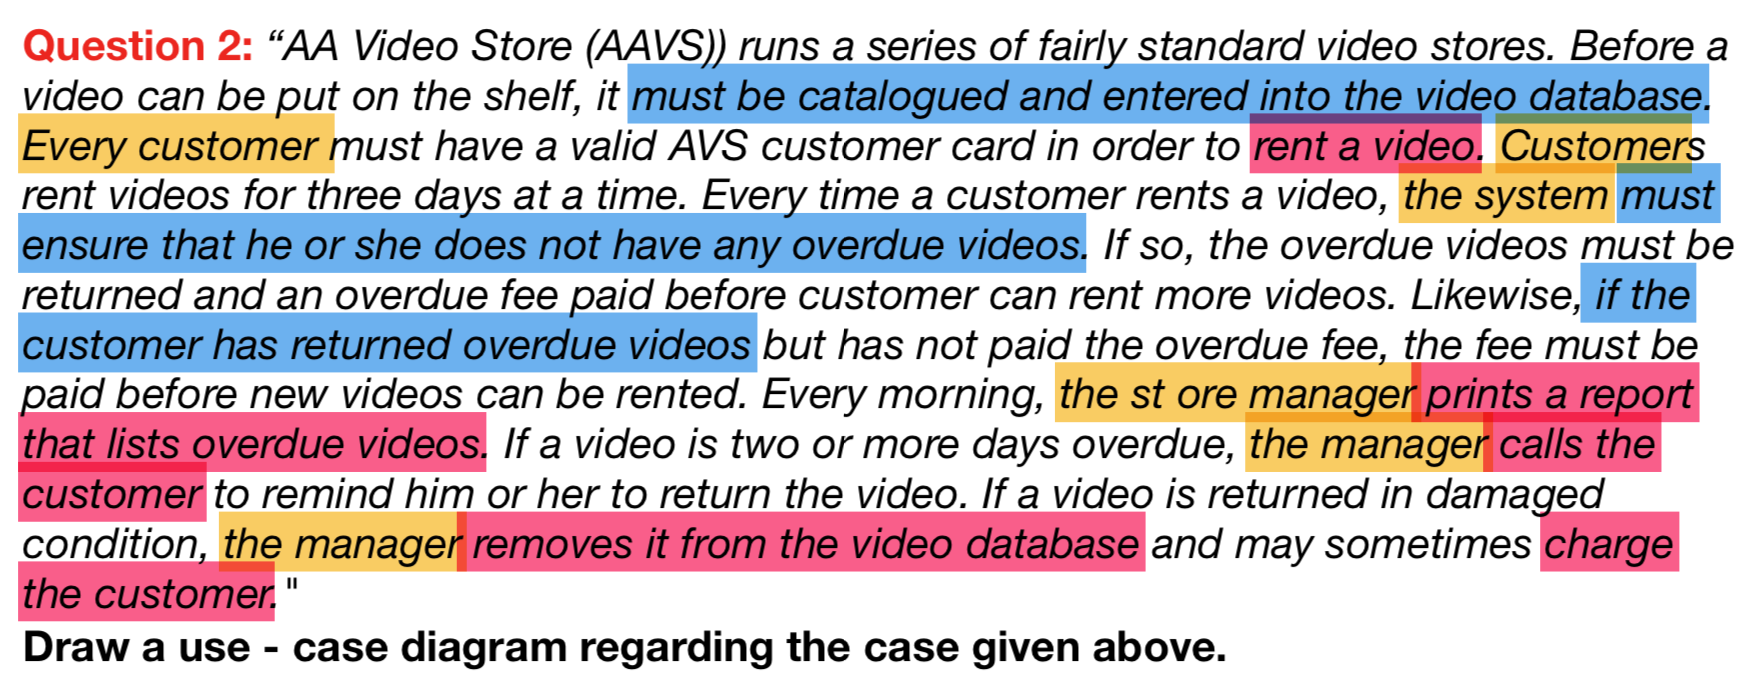 Question 2: “AA Video Store (AAVS)) runs a series of fairly standard video stores. Before a
video can be put on the shelf, it must be catalogued and entered into the video database.
Every customer must have a valid AVS customer card in order to rent a video. Customers
rent videos for three days at a time. Every time a customer rents a video, the system must
ensure that he or she does not have any overdue videos. If so, the overdue videos must be
returned and an overdue fee paid before customer can rent more videos. Likewise, if the
customer has returned overdue videos but has not paid the overdue fee, the fee must be
paid before new videos can be rented. Every morning, the st ore manager prints a report
that lists overdue videos. If a video is two or more days overdue, the manager calls the
customer to remind him or her to return the video. If a video is returned in damaged
condition, the manager removes it from the video database and may sometimes charge
the customer."
Draw a use - case diagram regarding the case given above.